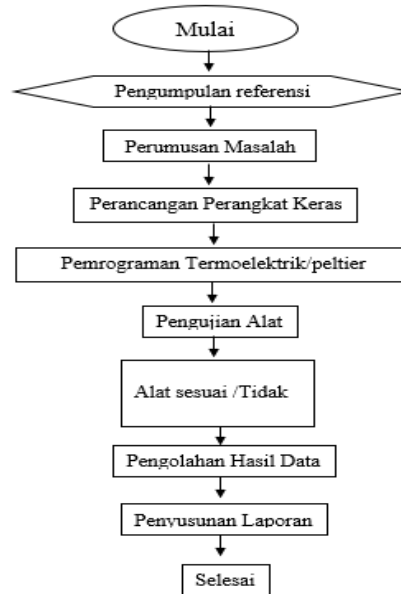 Mulai
Pengumpulan referensi
Perumusan Masalah
Perancangan Perangkat Keras
Pemrograman Termoelektrik/peltier
Pengujian Alat
Alat sesuai /Tidak
Pengolahan Hasil Data
Penyusunan Laporan
Selesai